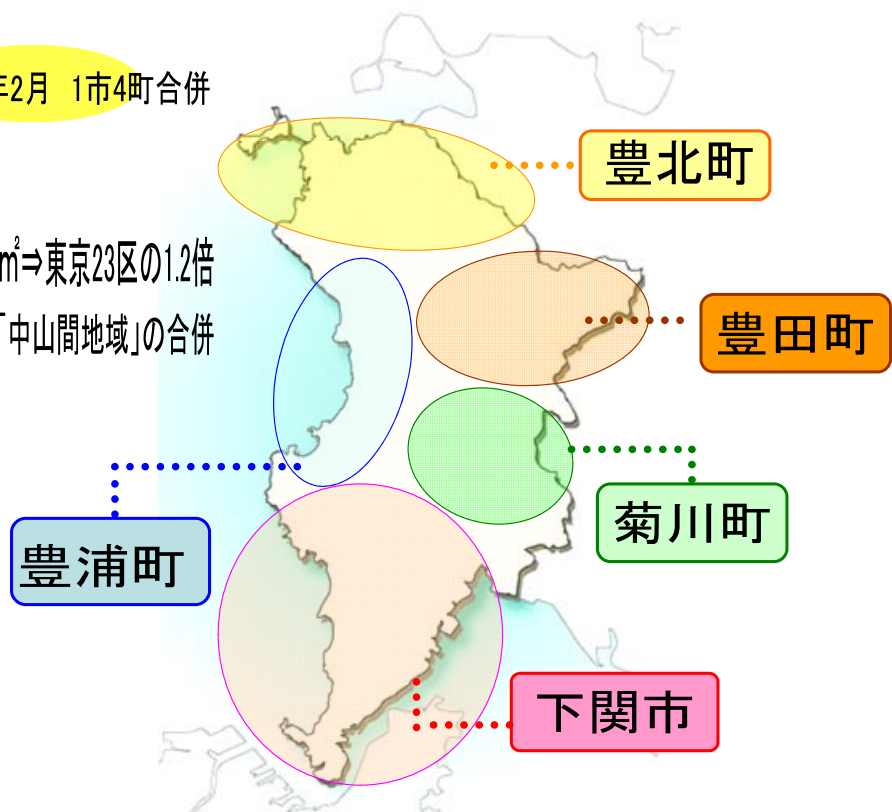 年2月 1市4町合併
豊北町
㎡⇒東京23区の1.2倍
「中山間地域」の合併
豊田町
菊川町
豊浦町
下関市